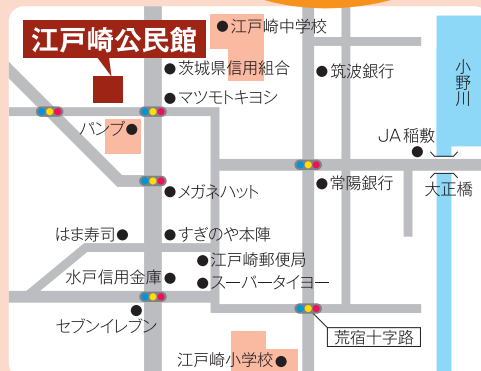 江戸崎中学校
江戸崎公民館
茨城県信用組合
筑波銀行
小野川
マツモトキヨシ
パンプ
JA稲敷
メガネハット
常陽銀行
大正橋
はま寿司
すぎのや本陣
江戸崎郵便局
水戸信用金庫
スーパータイヨー
セブンイレブン
荒宿十字路
江戸崎小学校